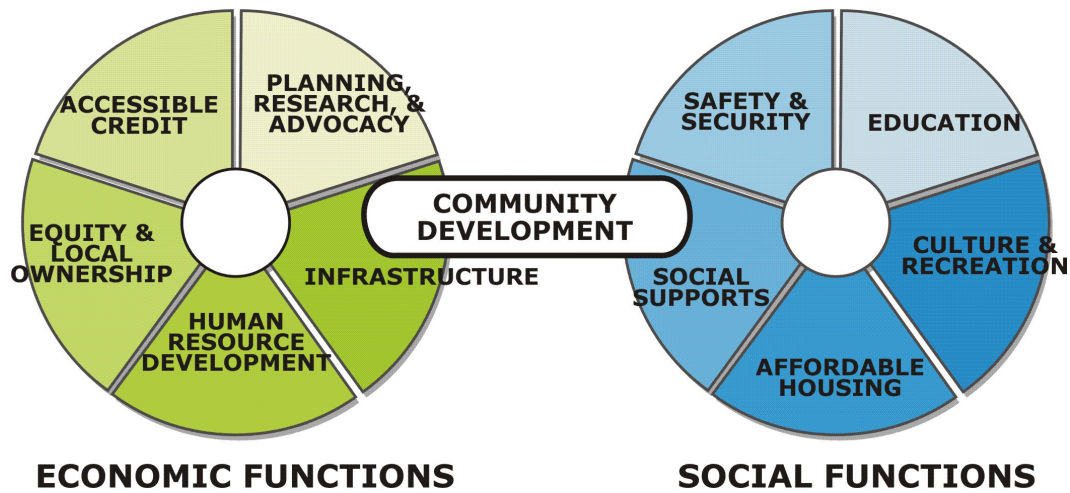 ACCESSIBLE
CREDIT
PLANNING,
RESEARCH, &
ADVOCACY
EQUITY &
LOCAL
OWNERSHIP
INFRASTRUCTURE
HUMAN
RESOURCE
DEVELOPMENT
ECONOMIC FUNCTIONS
COMMUNITY
DEVELOPMENT
SAFETY &
SECURITY
EDUCATION
SOCIAL
SUPPORTS
CULTURE &
RECREATION
AFFORDABLE
HOUSING
SOCIAL FUNCTIONS